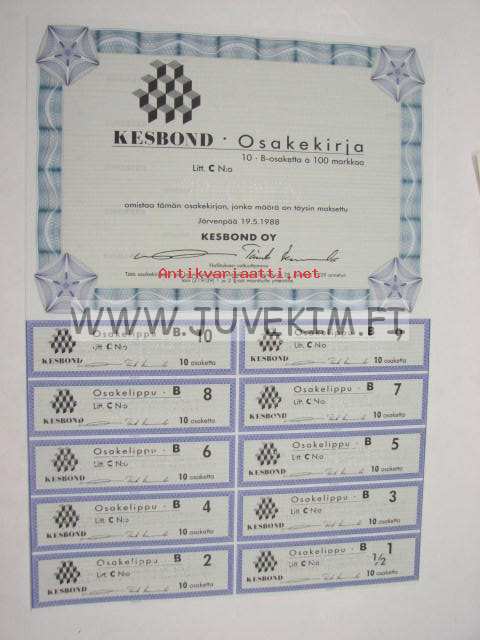 KESBOND · Osakekirja
10 · B-osaketta a 100 markkaa
Litt. C N:o
omistaa tämän osakekirjan, jonka määrä on täysin maksettu
Järvenpää 19.5.1988
KESBOND OY
Hallituksen valtuuttamina
Antikvariaatti.net
WWW.JUVEKIM.FI
B 10
Litt. C N:o
KESBOND 10 osaketta
B 9
Litt. C N:o
KESBOND 10 osaketta
Osakelippu · B 8
Litt. C N:o
KESBOND 10 osaketta
Osakelippu · B 7
Litt. C N:o
KESBOND 10 osaketta
Osakelippu · B 6
Litt. C N:o
KESBOND 10 osaketta
Osakelippu · B 5
Litt. C N:o
KESBOND 10 osaketta
Osakelippu · B 4
Litt. C N:o
KESBOND 10 osaketta
Osakelippu · B 3
Litt. C N:o
KESBOND 10 osaketta
Osakelippu · B 2
Litt. C N:o
KESBOND 10 osaketta
Osakelippu · B 1
Litt. C N:o 1/2
KESBOND 10 osaketta